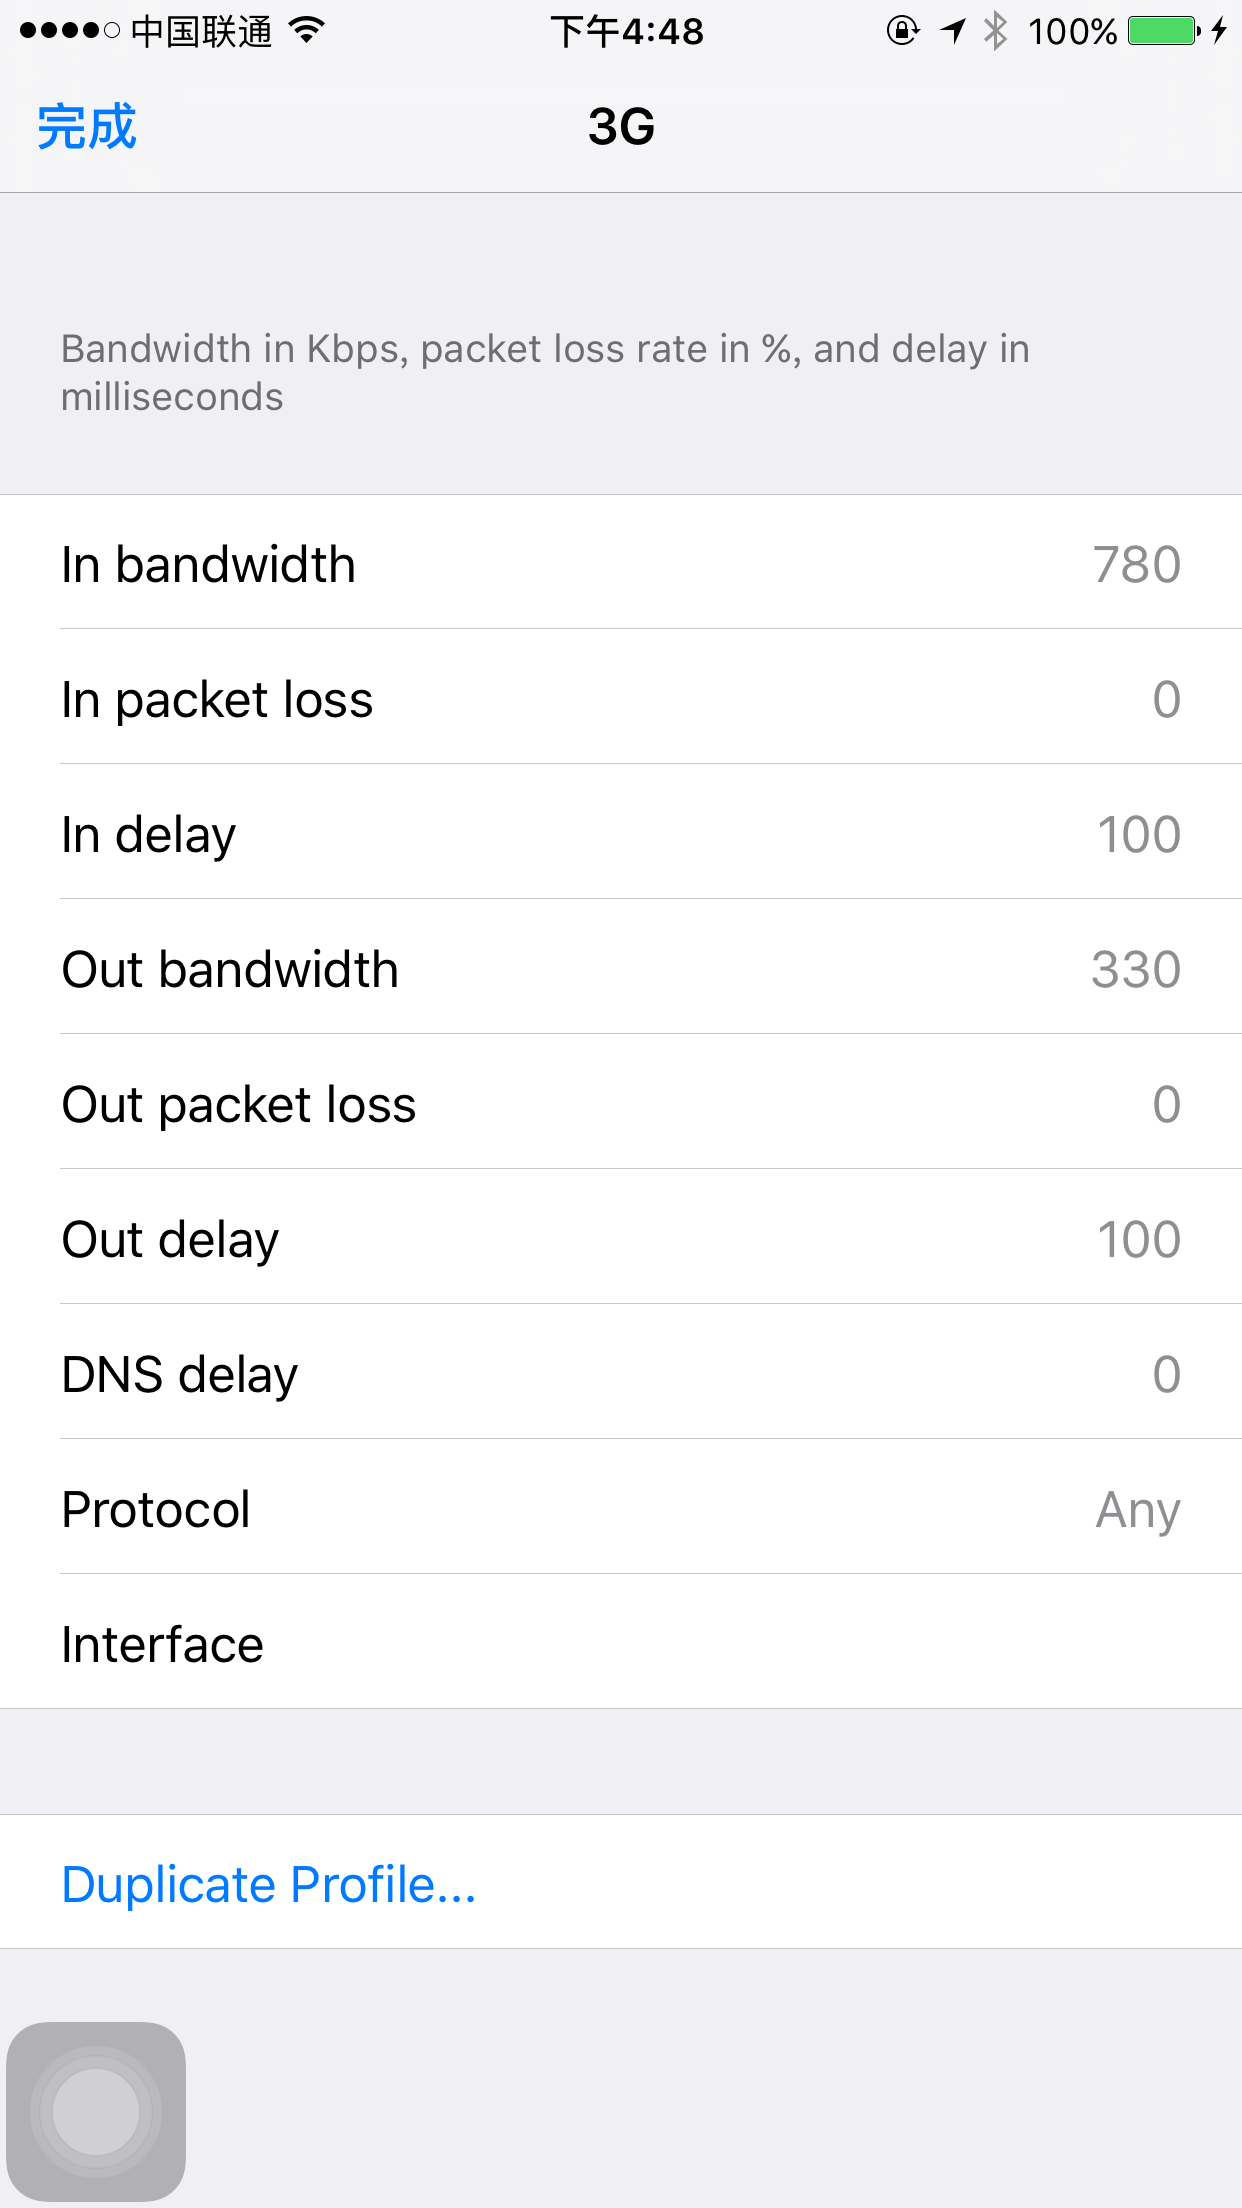 中国联通 下午4:48 100%
完成 3G
Bandwidth in Kbps, packet loss rate in %, and delay in
milliseconds
In bandwidth 780
In packet loss 0
In delay 100
Out bandwidth 330
Out packet loss 0
Out delay 100
DNS delay 0
Protocol Any
Interface
Duplicate Profile...